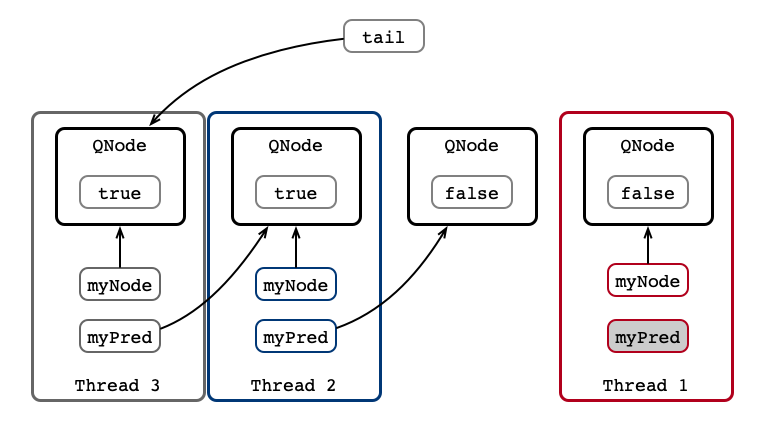 tail
QNode
true
myNode
myPred
Thread 3
QNode
true
myNode
myPred
Thread 2
QNode
false
QNode
false
myNode
myPred
Thread 1